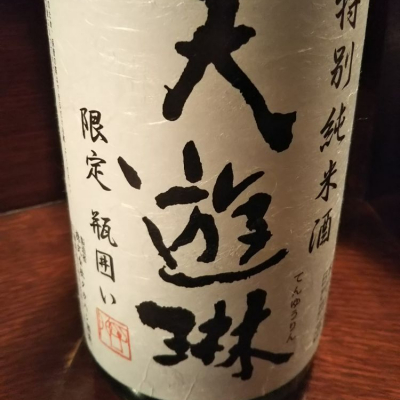 特別純米酒
天遊琳
てんゆうりん
限定 瓶囲い